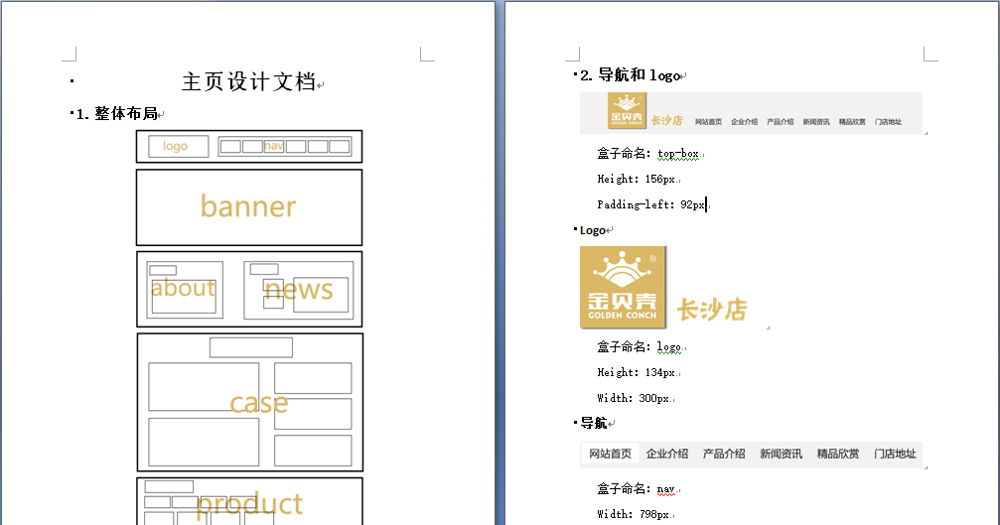 主页设计文档
1. 整体布局
logo
nav
banner
about
news
case
product
2. 导航和 logo
金贝壳
GOLDEN CONCH
长沙店
网站首页 企业介绍 产品介绍 新闻资讯 精品欣赏 门店地址
盒子命名：top-box
Height: 156px
Padding-left: 92px
Logo
®
金贝壳
GOLDEN CONCH
长沙店
盒子命名：logo
Height: 134px
Width: 300px
导航
网站首页 企业介绍 产品介绍 新闻资讯 精品欣赏 门店地址
盒子命名：nav
Width: 798px